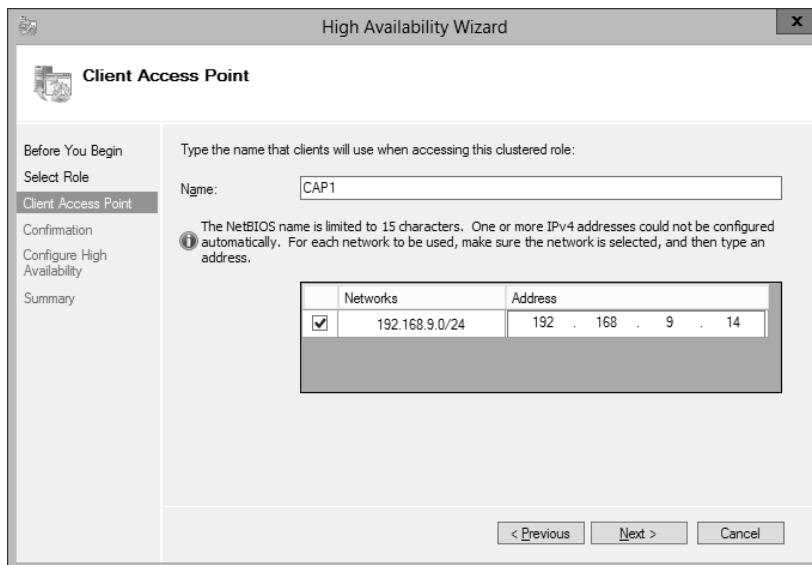 High Availability Wizard
x
Client Access Point
Before You Begin
Select Role
Client Access Point
Confirmation
Configure High
Availability
Summary
Type the name that clients will use when accessing this clustered role:
Name:
CAP1
The NetBIOS name is limited to 15 characters. One or more IPv4 addresses could not be configured
automatically. For each network to be used, make sure the network is selected, and then type an
address.
Networks Address
192.168.9.0/24 192 . 168 . 9 . 14
< Previous Next > Cancel